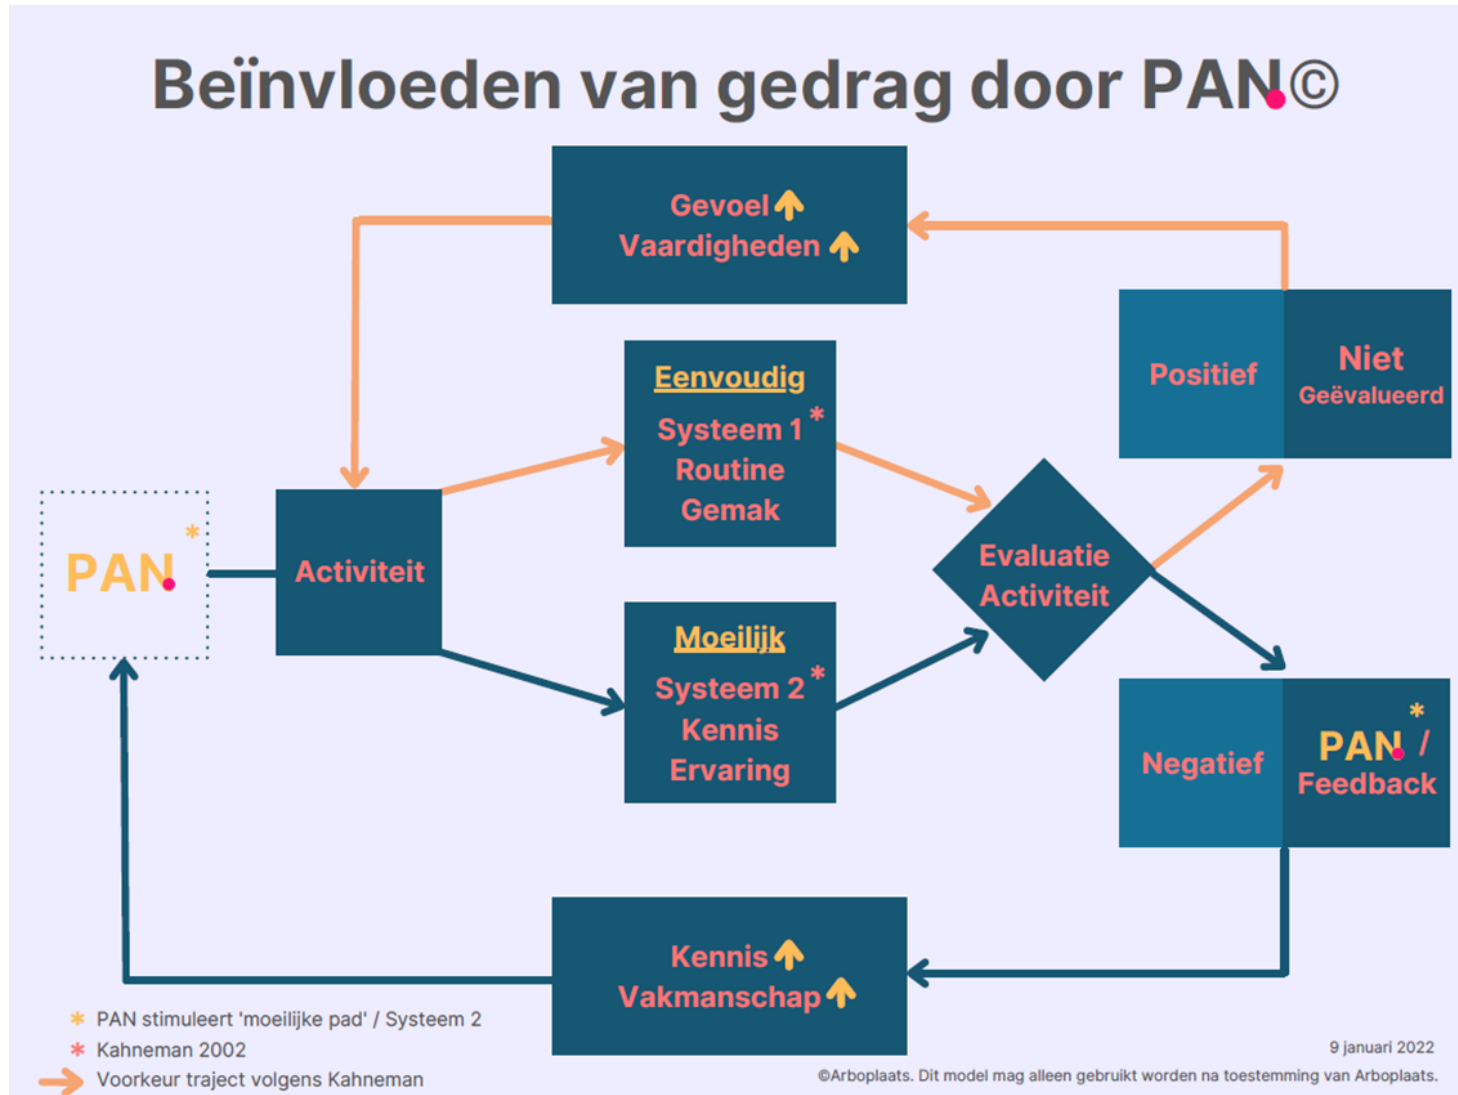 Beïnvloeden van gedrag door PAN.©
Gevoel
Vaardigheden
Positief
Niet
Geëvalueerd
Eenvoudig
Systeem 1*
Routine
Gemak
PAN.*
Activiteit
Evaluatie
Activiteit
Moeilijk
Systeem 2*
Kennis
Ervaring
Negatief
PAN.* /
Feedback
Kennis
Vakmanschap
* PAN stimuleert 'moeilijke pad' / Systeem 2
* Kahneman 2002
Voorkeur traject volgens Kahneman
9 januari 2022
©Arboplaats. Dit model mag alleen gebruikt worden na toestemming van Arboplaats.